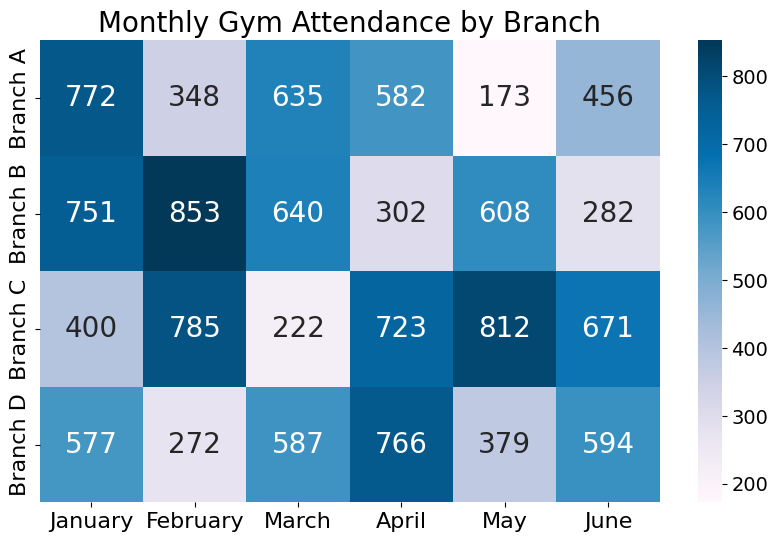 Monthly Gym Attendance by Branch
Branch A
772 348 635 582 173 456
Branch B
751 853 640 302 608 282
Branch C
400 785 222 723 812 671
Branch D
577 272 587 766 379 594
January February March April May June
800
700
600
500
400
300
200